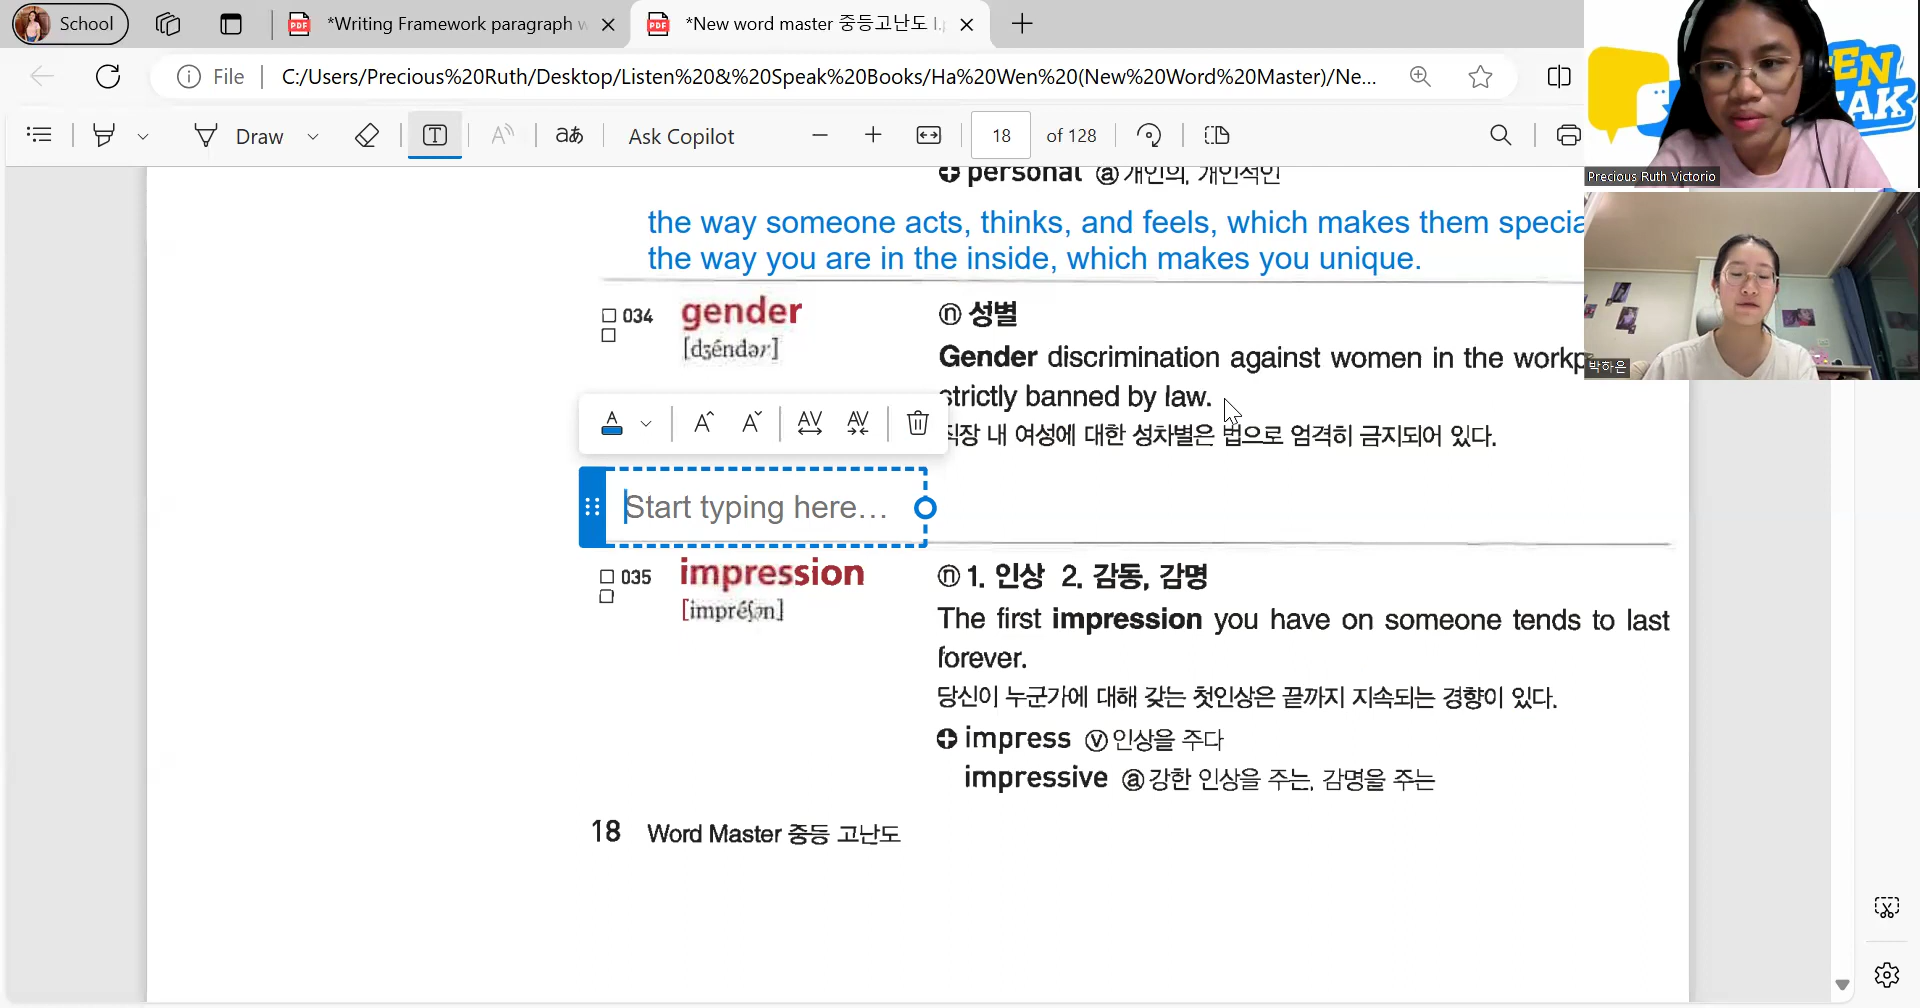 School
*Writing Framework paragraph w
*New word master 중등고난도 I.
File
C:/Users/Precious%20Ruth/Desktop/Listen%20&%20Speak%20Books/Ha%20Wen%20(New%20Word%20Master)/Ne...
Draw
Ask Copilot
18 of 128
personal ⓐ 개인의, 개인적인
the way someone acts, thinks, and feels, which makes them specia
the way you are in the inside, which makes you unique.
034 gender ⓝ 성별
[dʒéndər]
Gender discrimination against women in the workp
strictly banned by law.
직장 내 여성에 대한 성차별은 법으로 엄격히 금지되어 있다.
Start typing here...
035 impression ⓝ 1. 인상 2. 감동, 감명
[impréʃən]
The first impression you have on someone tends to last
forever.
당신이 누군가에 대해 갖는 첫인상은 끝까지 지속되는 경향이 있다.
impress ⓥ 인상을 주다
impressive ⓐ 강한 인상을 주는, 감명을 주는
18 Word Master 중등 고난도
EN
EAK
Precious Ruth Victorio
박하은